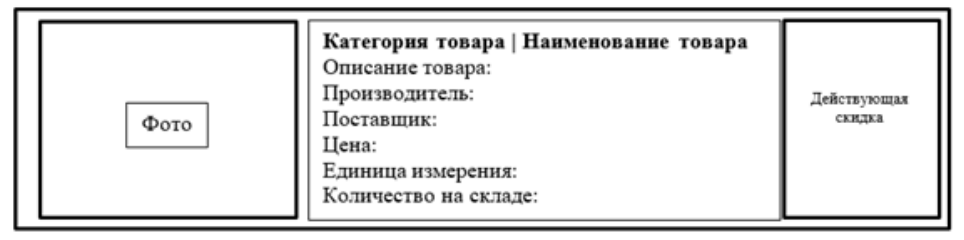 Фото
Категория товара | Наименование товара
Описание товара:
Производитель:
Поставщик:
Цена:
Единица измерения:
Количество на складе:
Действующая
скидка